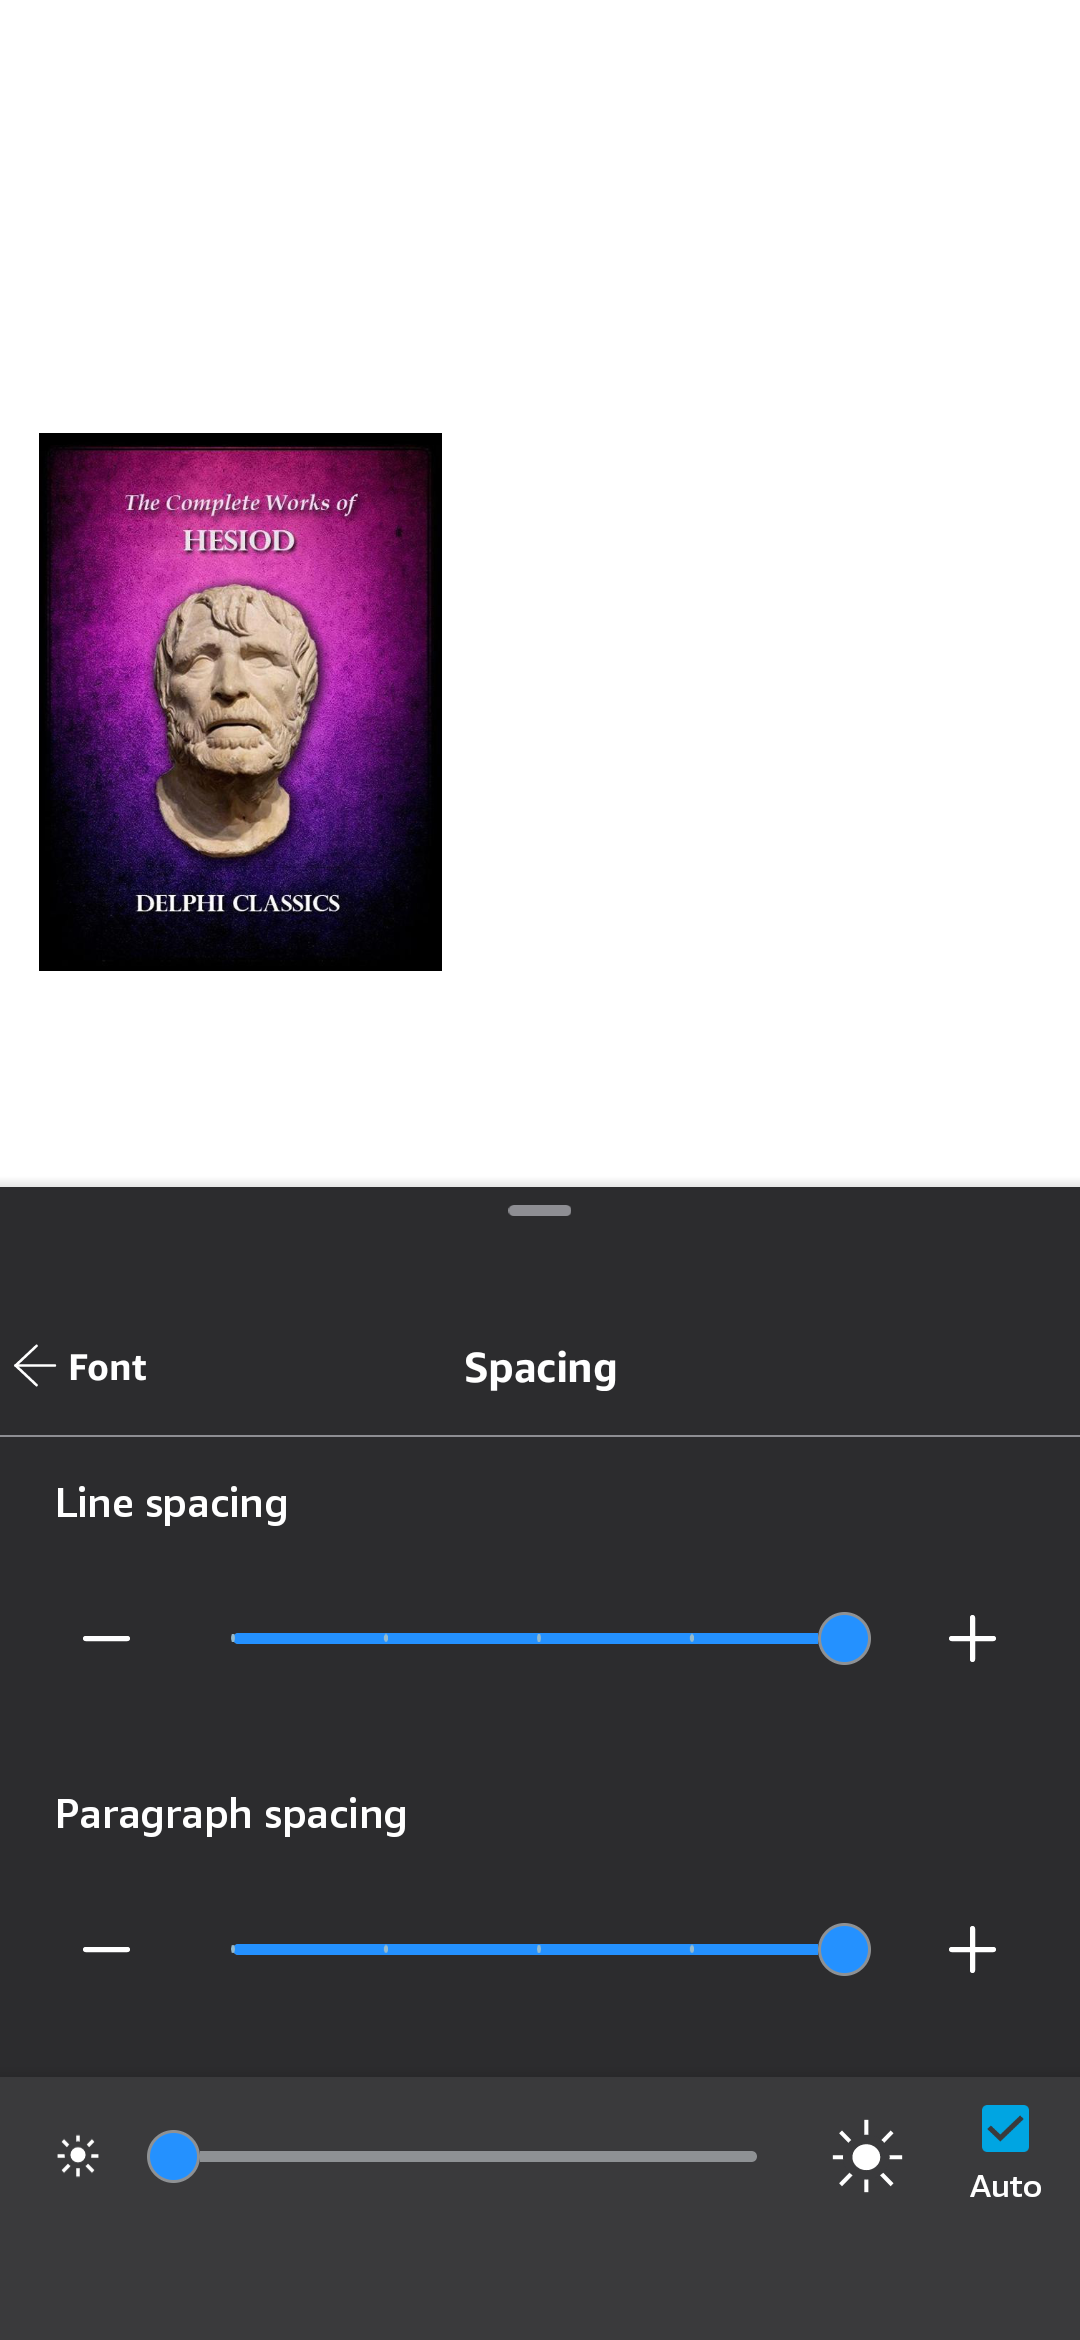 The Complete Works of
HESIOD
DELPHI CLASSICS
Font
Spacing
Line spacing
Paragraph spacing
Auto